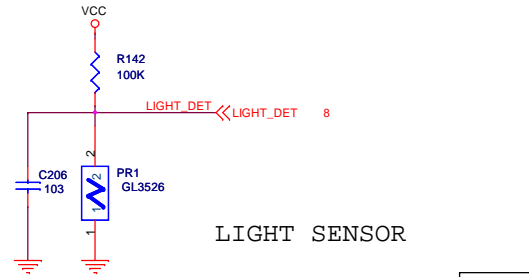 VCC
R142
100K
LIGHT_DET
LIGHT_DET 8
2
C206
103
2
1
PR1
GL3526
1
LIGHT SENSOR